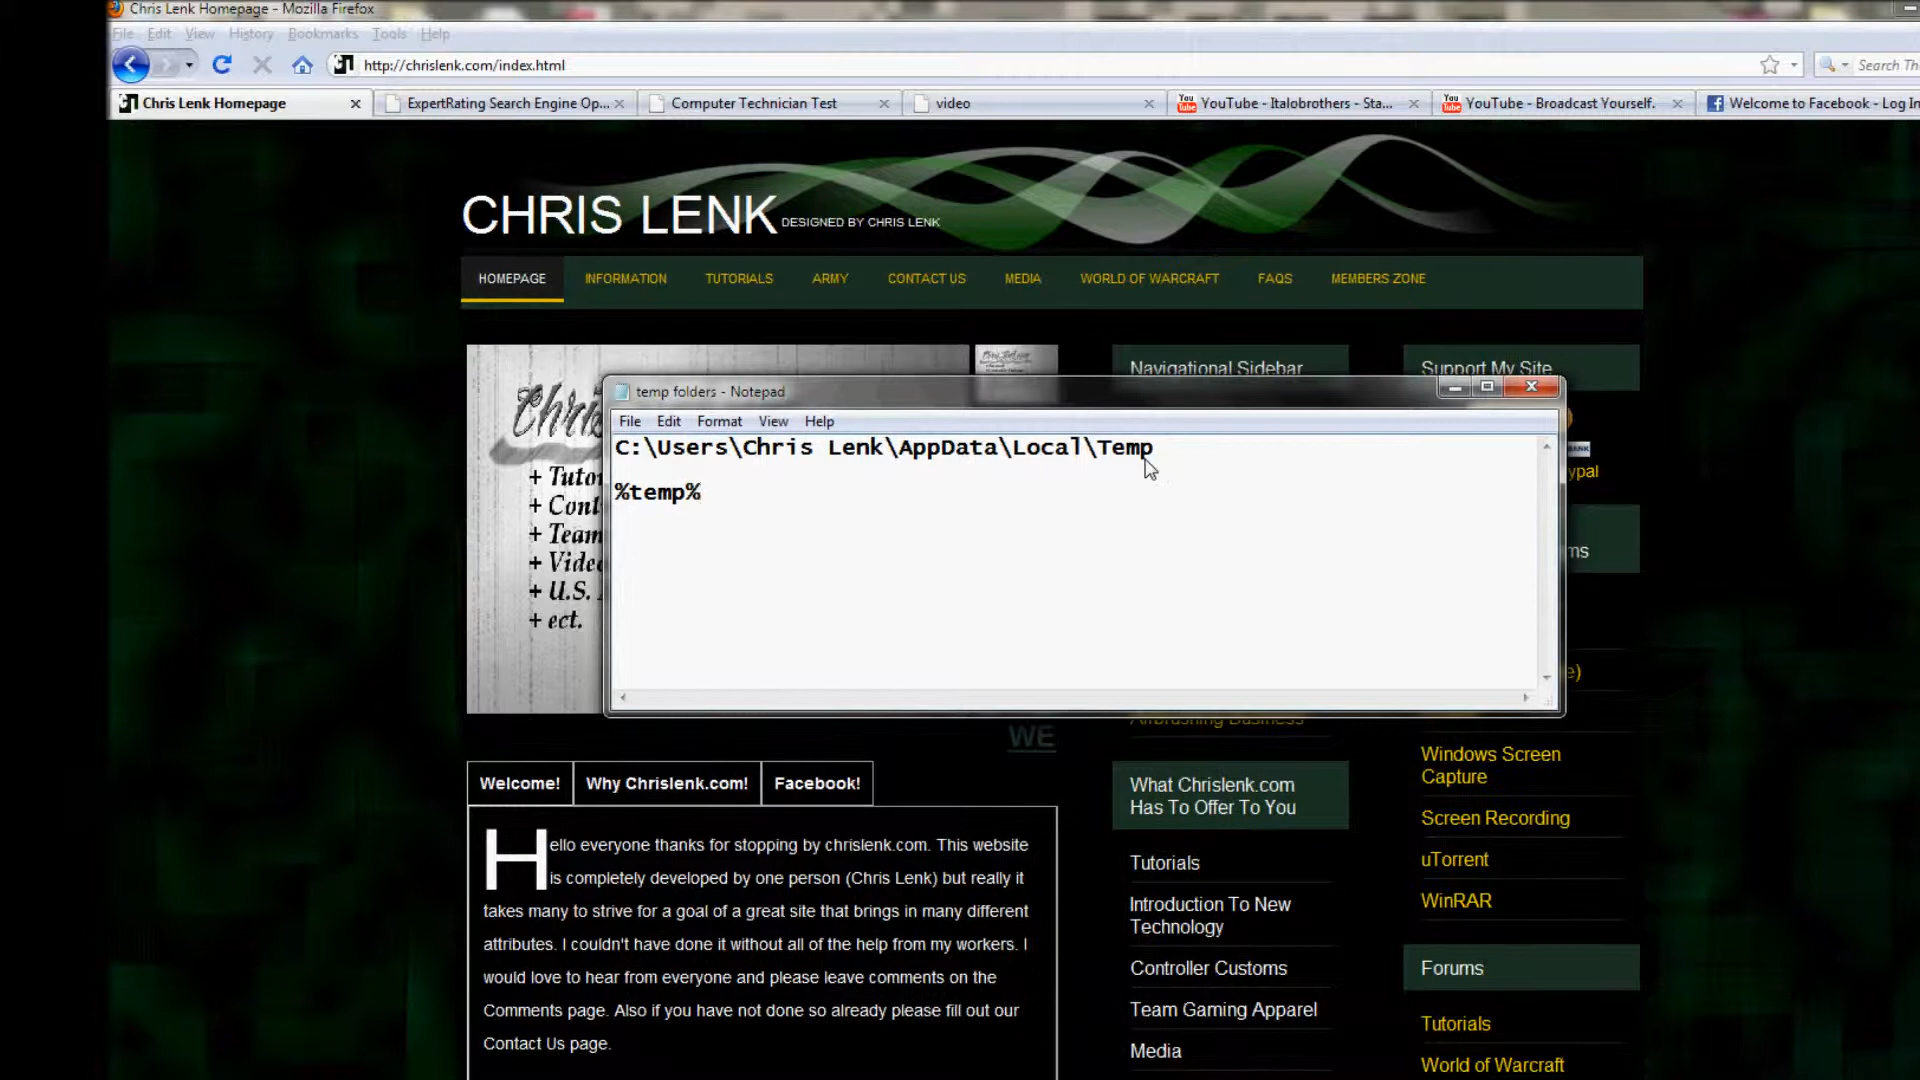 Chris Lenk Homepage - Mozilla Firefox
File Edit View History Bookmarks Tools Help
http://chrislenk.com/index.html
Search Th
Chris Lenk Homepage
ExpertRating Search Engine Op...
Computer Technician Test
video
YouTube - Italobrothers - Sta...
YouTube - Broadcast Yourself.
Welcome to Facebook - Log In
CHRIS LENK DESIGNED BY CHRIS LENK
HOMEPAGE INFORMATION TUTORIALS ARMY CONTACT US MEDIA WORLD OF WARCRAFT FAQS MEMBERS ZONE
Navigational Sidebar
Support My Site
temp folders - Notepad
File Edit Format View Help
C:\Users\Chris Lenk\AppData\Local\Temp
%temp%
+ U.S.
+ ect.
Airbrushing Business
WE
Welcome!
Why Chrislenk.com!
Facebook!
Hello everyone thanks for stopping by chrislenk.com. This website
is completely developed by one person (Chris Lenk) but really it
takes many to strive for a goal of a great site that brings in many different
attributes. I couldn't have done it without all of the help from my workers. I
would love to hear from everyone and please leave comments on the
Comments page. Also if you have not done so already please fill out our
Contact Us page.
What Chrislenk.com
Has To Offer To You
Tutorials
Introduction To New
Technology
Controller Customs
Team Gaming Apparel
Media
Windows Screen
Capture
Screen Recording
uTorrent
WinRAR
Forums
Tutorials
World of Warcraft